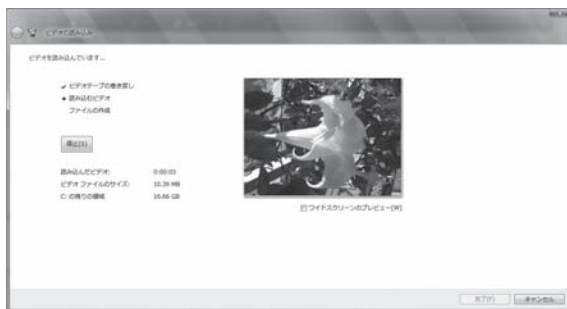 ビデオの読み込み
ビデオを読み込んでいます...
ビデオテープの巻き戻し
読み込むビデオ
ファイルの作成
停止(S)
読み込んだビデオ: 0:00:03
ビデオ ファイルのサイズ: 10.39 MB
C: の残りの領域 16.66 GB
ワイドスクリーンのプレビュー(W)
完了(F) キャンセル